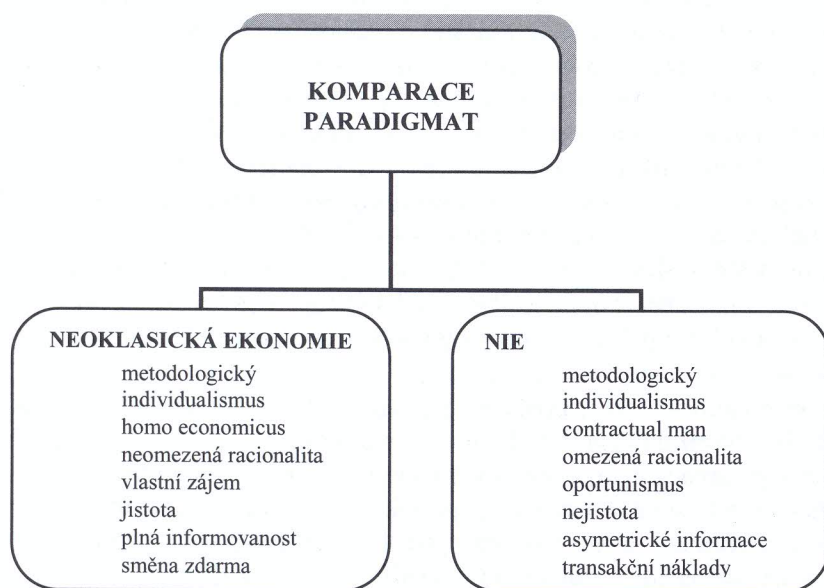 KOMPARACE
PARADIGMAT
NEOKLASICKÁ EKONOMIE
metodologický
individualismus
homo economicus
neomezená racionalita
vlastní zájem
jistota
plná informovanost
směna zdarma
NIE
metodologický
individualismus
contractual man
omezená racionalita
oportunismus
nejistota
asymetrické informace
transakční náklady